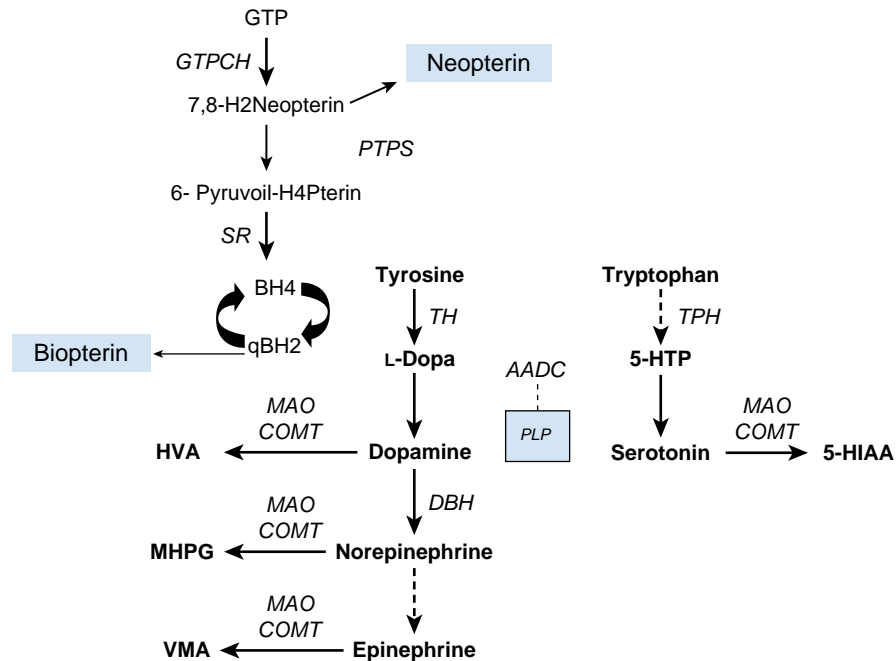 GTP
GTPCH
Neopterin
7,8-H2Neopterin
PTPS
6- Pyruvoil-H4Pterin
SR
BH4
Tyrosine
Tryptophan
TH
TPH
qBH2
Biopterin
L-Dopa
AADC
5-HTP
MAO
COMT
PLP
MAO
COMT
HVA
Dopamine
Serotonin
5-HIAA
DBH
MAO
COMT
MHPG
Norepinephrine
MAO
COMT
VMA
Epinephrine